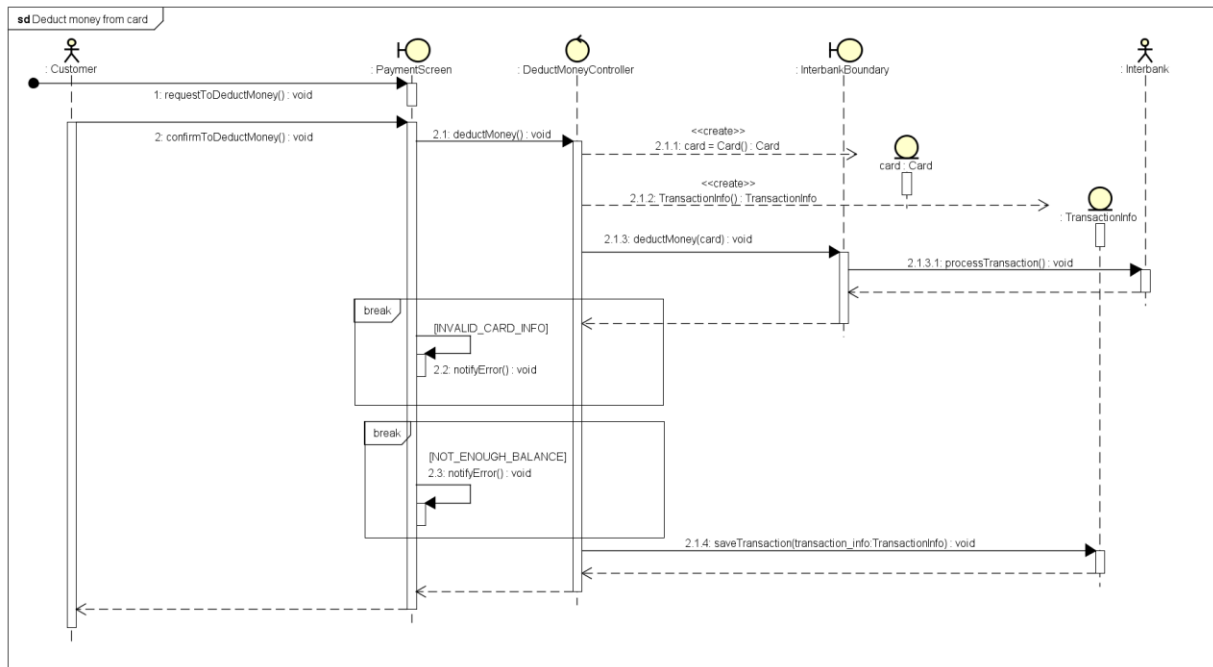 sd Deduct money from card
: Customer
: PaymentScreen
: DeductMoneyController
: InterbankBoundary
: Interbank
1: requestToDeductMoney() : void
2: confirmToDeductMoney() : void
2.1: deductMoney() : void
<<create>>
2.1.1: card = Card() : Card
card : Card
<<create>>
2.1.2: TransactionInfo() : TransactionInfo
: TransactionInfo
2.1.3: deductMoney(card) : void
2.1.3.1: processTransaction() : void
break
[INVALID_CARD_INFO]
2.2: notifyError() : void
break
[NOT_ENOUGH_BALANCE]
2.3: notifyError() : void
2.1.4: saveTransaction(transaction_info:TransactionInfo) : void